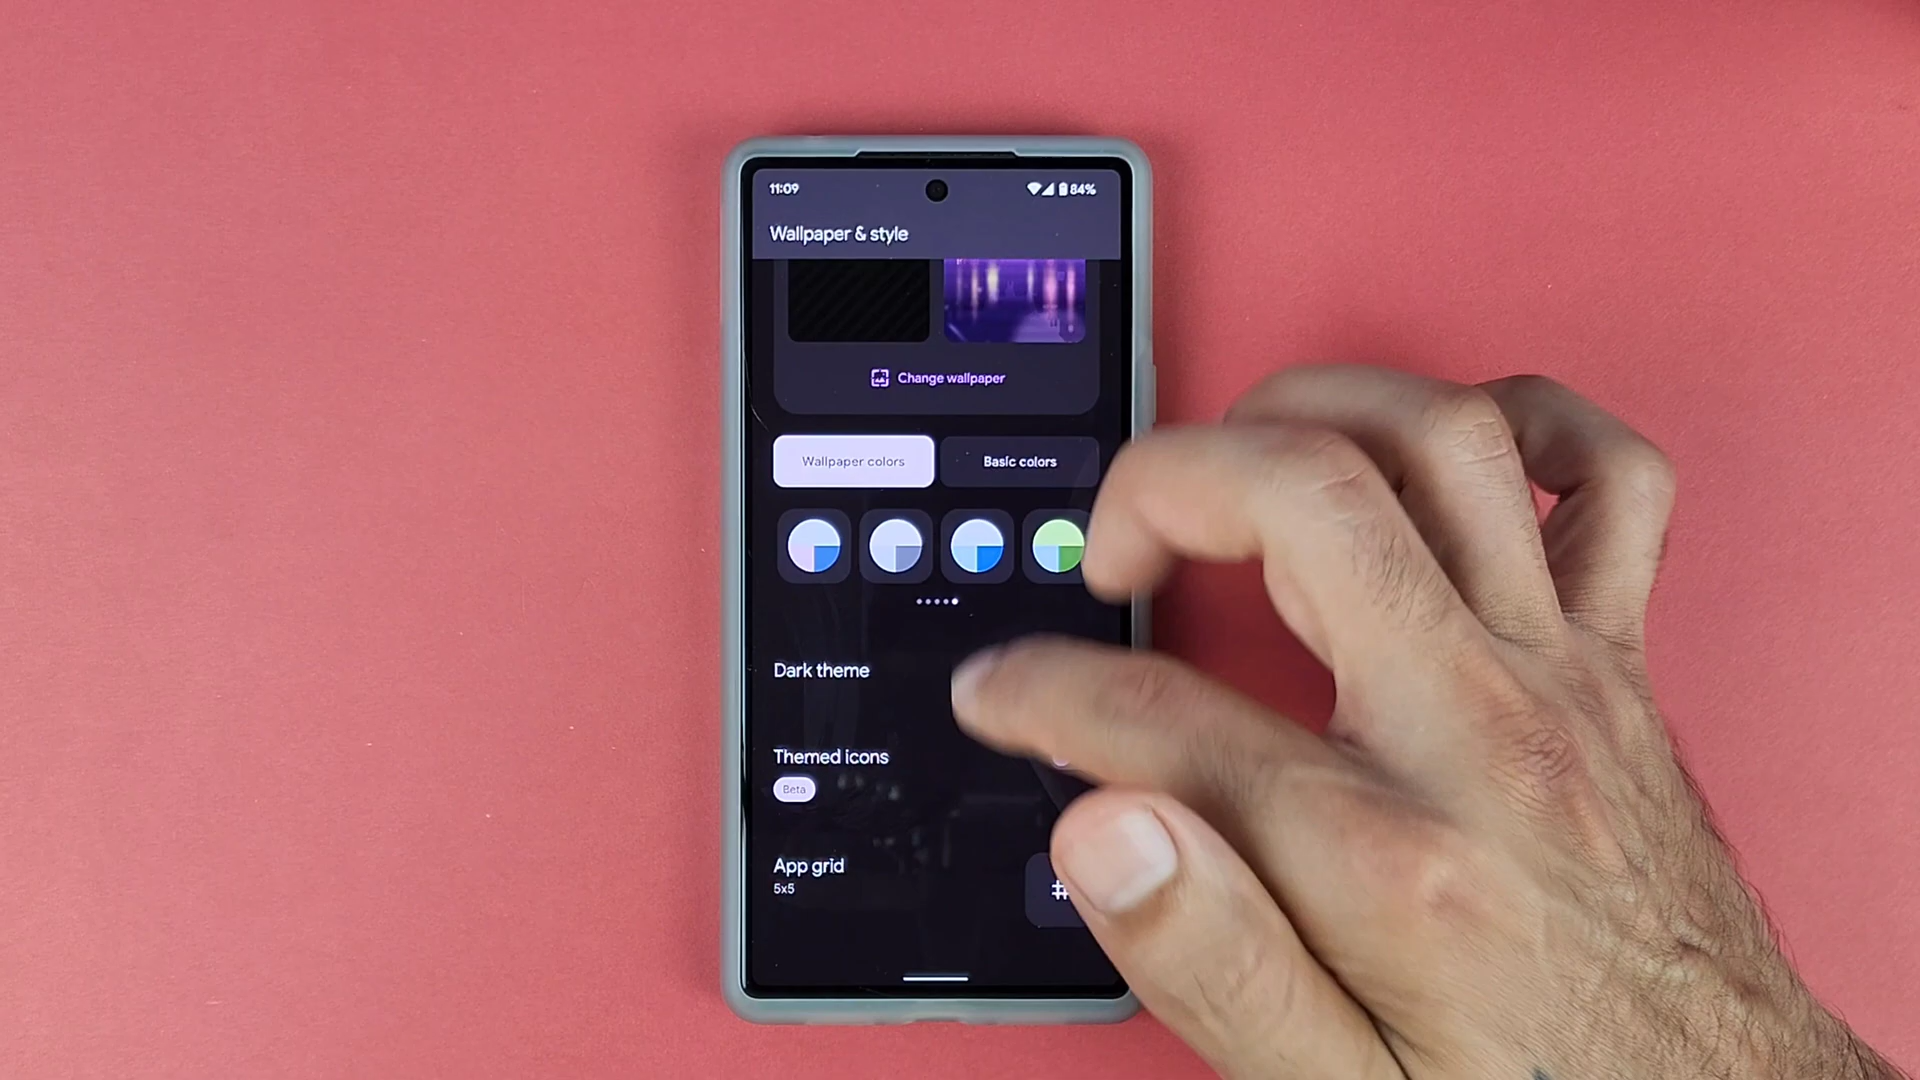 11:09
84%
Wallpaper & style
Change wallpaper
Wallpaper colors
Basic colors
Dark theme
Themed icons
Beta
App grid
5x5